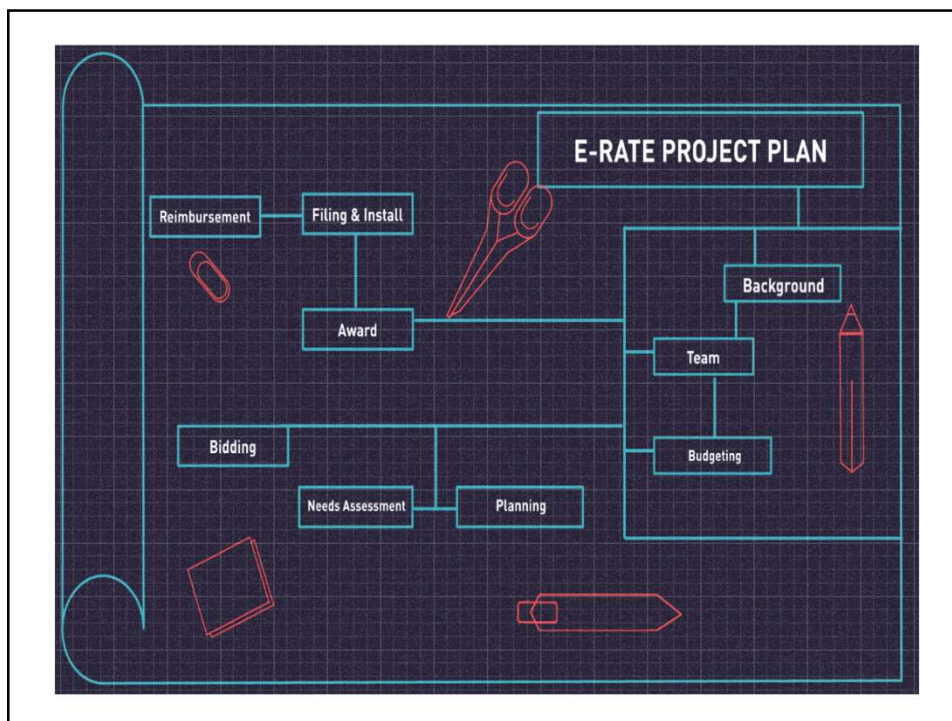 E-RATE PROJECT PLAN
Reimbursement
Filing & Install
Background
Award
Team
Bidding
Budgeting
Needs Assessment
Planning